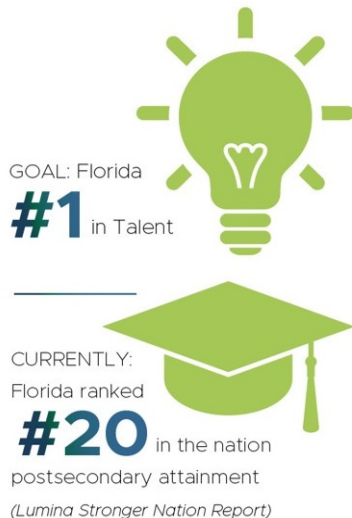 GOAL: Florida
#1 in Talent
CURRENTLY:
Florida ranked
#20 in the nation
postsecondary attainment
(Lumina Stronger Nation Report)